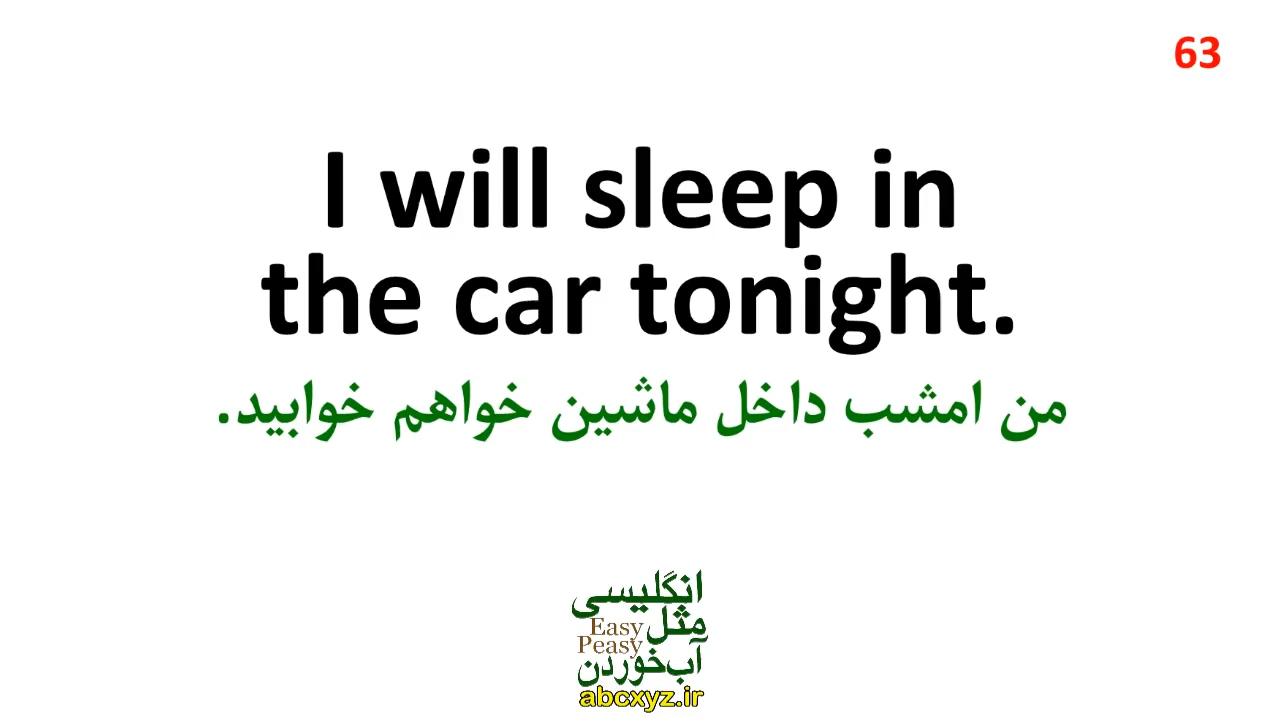 63
I will sleep in
the car tonight.
من امشب داخل ماشین خواهم خوابید.
انگلیسی
مثل
Easy
Peasy
آب‌خوردن
abcxyz.ir